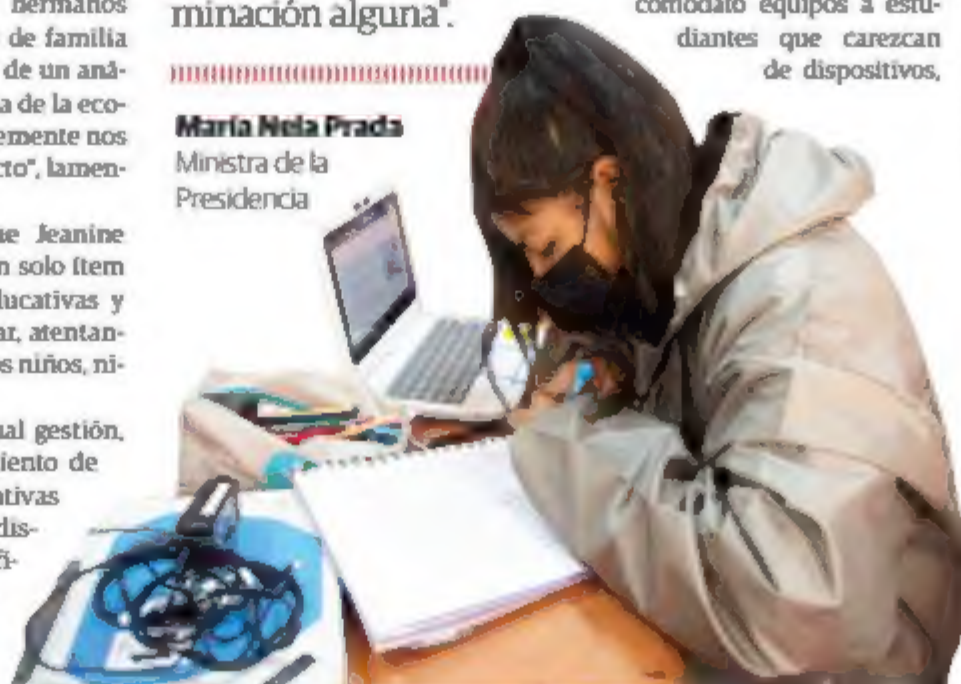 hermanos
de familia
de un aná-
a de la eco-
emente nos
cto", lamen-
ue Jeanine
n solo ítem
ducativas y
ar, atentan-
os niños, ni-
ual gestión,
iento de
ativas
dis-
minación alguna".
María Nela Prada
Ministra de la
Presidencia
comodato equipos a estu-
diantes que carezcan
de dispositivos,